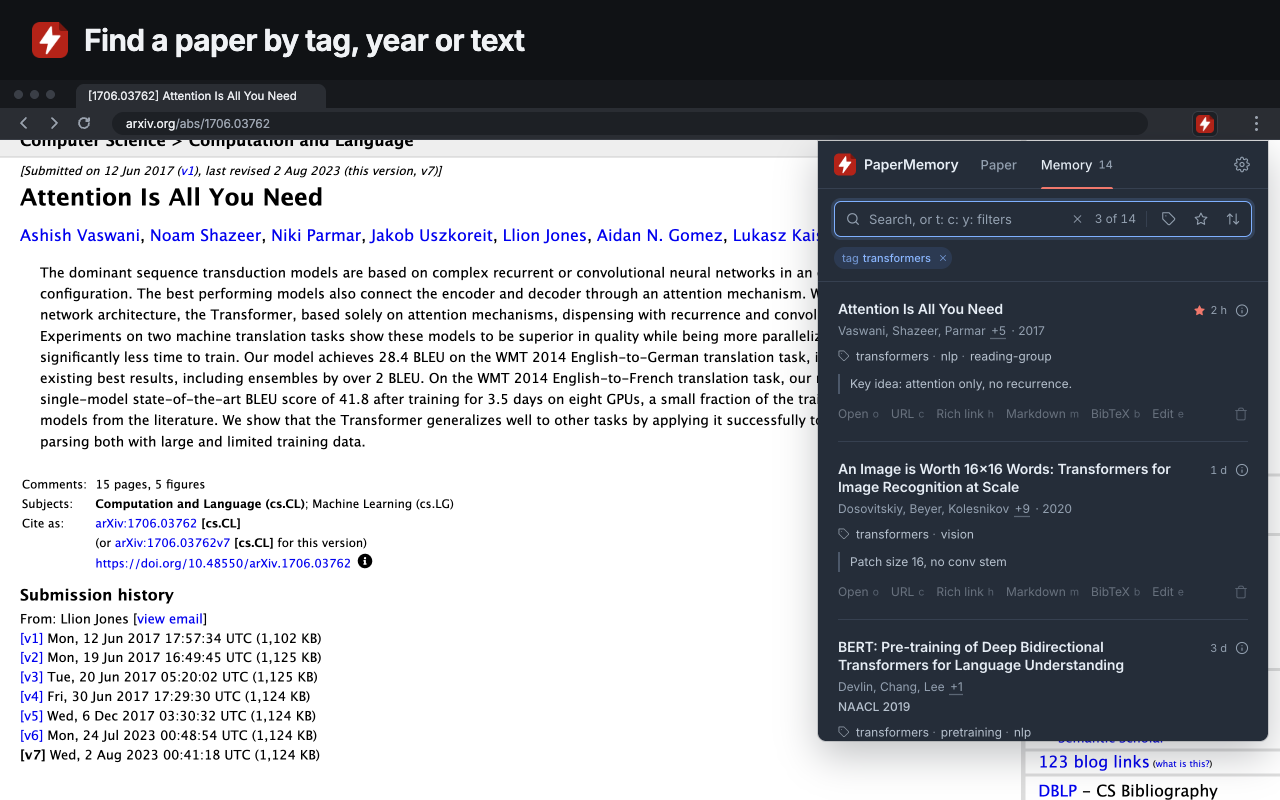 Find a paper by tag, year or text
[1706.03762] Attention Is All You Need
arxiv.org/abs/1706.03762
Computer Science > Computation and Language
[Submitted on 12 Jun 2017 (v1), last revised 2 Aug 2023 (this version, v7)]
Attention Is All You Need
Ashish Vaswani, Noam Shazeer, Niki Parmar, Jakob Uszkoreit, Llion Jones, Aidan N. Gomez, Lukasz
The dominant sequence transduction models are based on complex recurrent or convolutional neural networks in an
configuration. The best performing models also connect the encoder and decoder through an attention mechanism.
network architecture, the Transformer, based solely on attention mechanisms, dispensing with recurrence and
Experiments on two machine translation tasks show these models to be superior in quality while being more
significantly less time to train. Our model achieves 28.4 BLEU on the WMT 2014 English-to-German translation task,
existing best results, including ensembles by over 2 BLEU. On the WMT 2014 English-to-French translation task, our
single-model state-of-the-art BLEU score of 41.8 after training for 3.5 days on eight GPUs, a small fraction of the
models from the literature. We show that the Transformer generalizes well to other tasks by applying it successfully
parsing both with large and limited training data.
Comments: 15 pages, 5 figures
Subjects: Computation and Language (cs.CL); Machine Learning (cs.LG)
Cite as: arXiv:1706.03762 [cs.CL]
(or arXiv:1706.03762v7 [cs.CL] for this version)
https://doi.org/10.48550/arXiv.1706.03762
Submission history
From: Llion Jones [view email]
[v1] Mon, 12 Jun 2017 17:57:34 UTC (1,102 KB)
[v2] Mon, 19 Jun 2017 16:49:45 UTC (1,125 KB)
[v3] Tue, 20 Jun 2017 05:20:02 UTC (1,125 KB)
[v4] Fri, 30 Jun 2017 17:29:30 UTC (1,124 KB)
[v5] Wed, 6 Dec 2017 03:30:32 UTC (1,124 KB)
[v6] Mon, 24 Jul 2023 00:48:54 UTC (1,124 KB)
[v7] Wed, 2 Aug 2023 00:41:18 UTC (1,124 KB)
PaperMemory Paper Memory 14
Search, or t: c: y: filters × 3 of 14
tag transformers ×
Attention Is All You Need 2 h
Vaswani, Shazeer, Parmar +5 · 2017
transformers · nlp · reading-group
Key idea: attention only, no recurrence.
Open o URL c Rich link h Markdown m BibTeX b Edit e
An Image is Worth 16×16 Words: Transformers for 1 d
Image Recognition at Scale
Dosovitskiy, Beyer, Kolesnikov +9 · 2020
transformers · vision
Patch size 16, no conv stem
Open o URL c Rich link h Markdown m BibTeX b Edit e
BERT: Pre-training of Deep Bidirectional 3 d
Transformers for Language Understanding
Devlin, Chang, Lee +1
NAACL 2019
transformers · pretraining · nlp
Semantic Scholar
123 blog links (what is this?)
DBLP – CS Bibliography